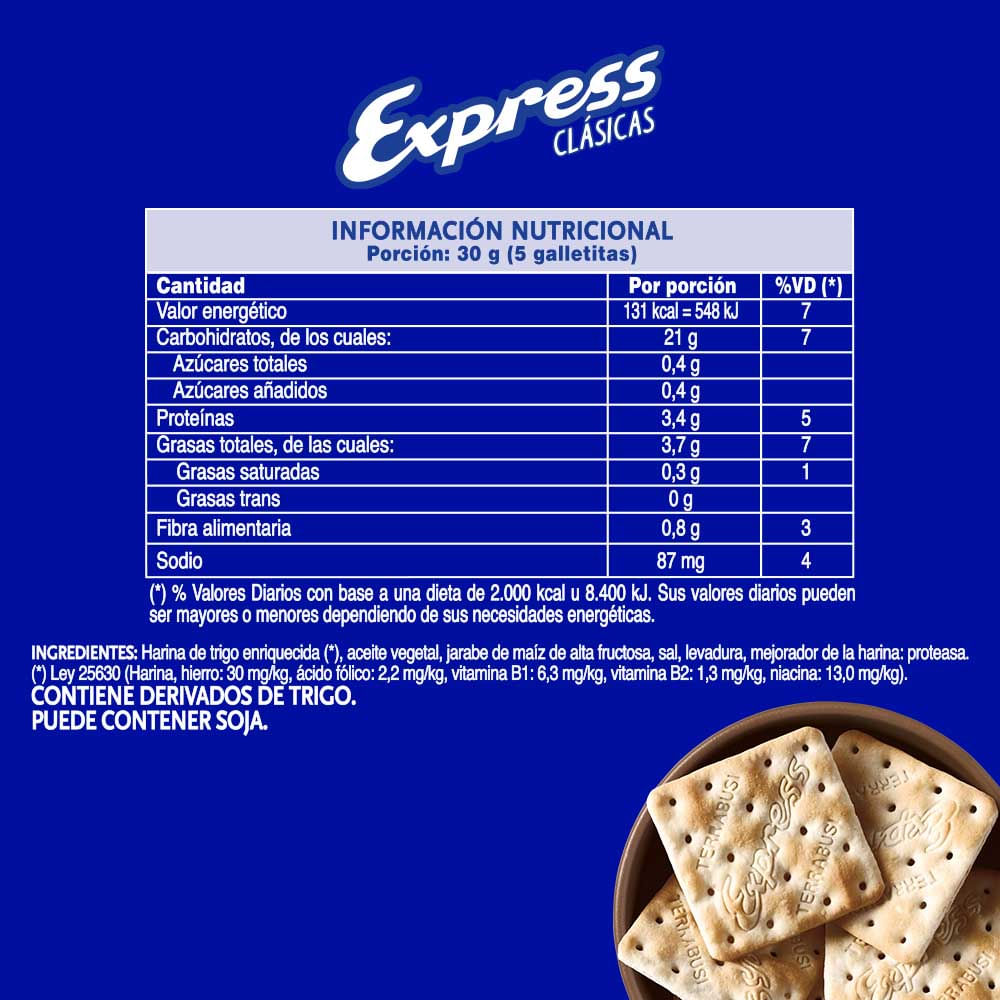 Express
CLÁSICAS
INFORMACIÓN NUTRICIONAL
Porción: 30 g (5 galletitas)
Cantidad Por porción %VD (*)
Valor energético 131 kcal = 548 kJ 7
Carbohidratos, de los cuales: 21 g 7
Azúcares totales 0,4 g
Azúcares añadidos 0,4 g
Proteínas 3,4 g 5
Grasas totales, de las cuales: 3,7 g 7
Grasas saturadas 0,3 g 1
Grasas trans 0 g
Fibra alimentaria 0,8 g 3
Sodio 87 mg 4
(*) % Valores Diarios con base a una dieta de 2.000 kcal u 8.400 kJ. Sus valores diarios pueden
ser mayores o menores dependiendo de sus necesidades energéticas.
INGREDIENTES: Harina de trigo enriquecida (*), aceite vegetal, jarabe de maíz de alta fructosa, sal, levadura, mejorador de la harina: proteasa.
(*) Ley 25630 (Harina, hierro: 30 mg/kg, ácido fólico: 2,2 mg/kg, vitamina B1: 6,3 mg/kg, vitamina B2: 1,3 mg/kg, niacina: 13,0 mg/kg).
CONTIENE DERIVADOS DE TRIGO.
PUEDE CONTENER SOJA.
TERRABUSI
Express
TERRABUSI